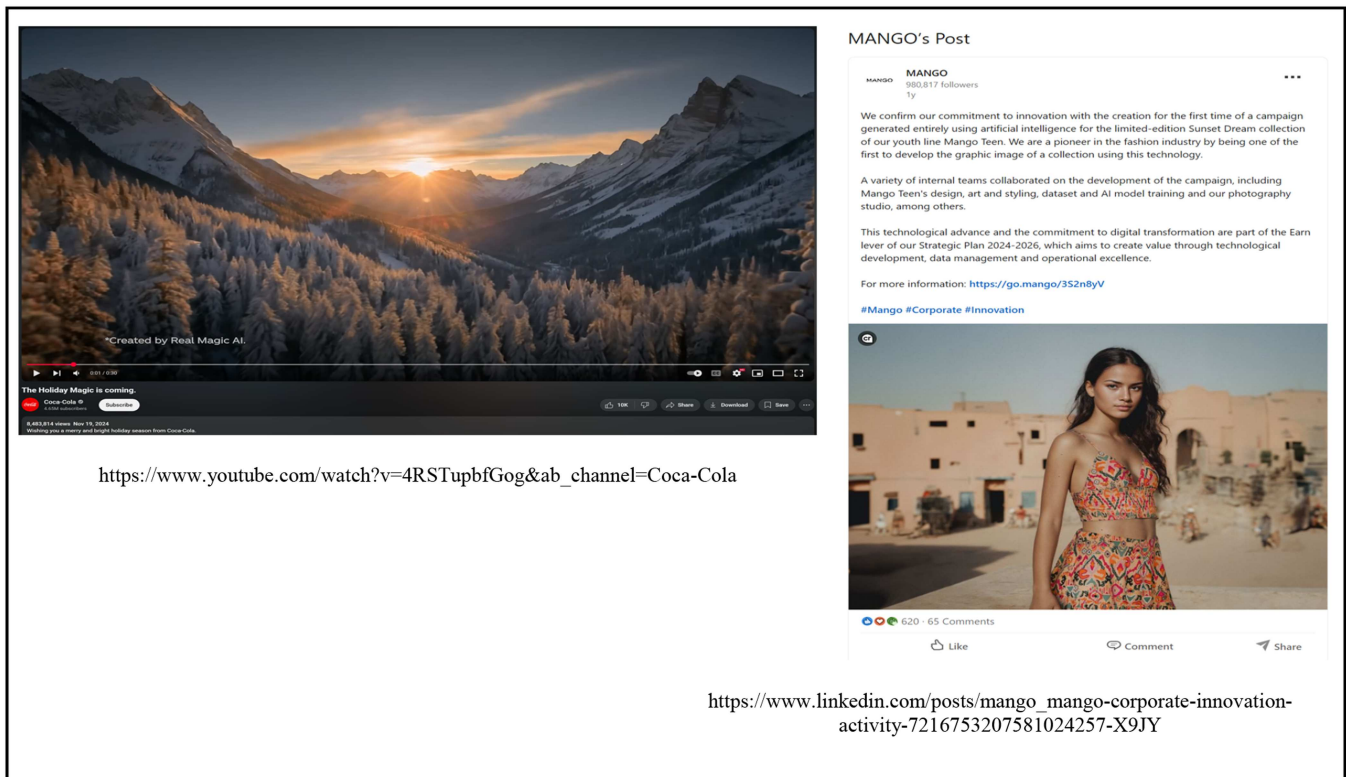 *Created by Real Magic AI.
0:01 / 0:30
The Holiday Magic is coming.
Coca-Cola
4.69M subscribers
Subscribe
10K
Share
Download
Save
8,483,814 views Nov 19, 2024
Wishing you a merry and bright holiday season from Coca-Cola.
https://www.youtube.com/watch?v=4RSTupbfGog&ab_channel=Coca-Cola
MANGO's Post
MANGO
MANGO
980,817 followers
1y
We confirm our commitment to innovation with the creation for the first time of a campaign
generated entirely using artificial intelligence for the limited-edition Sunset Dream collection
of our youth line Mango Teen. We are a pioneer in the fashion industry by being one of the
first to develop the graphic image of a collection using this technology.
A variety of internal teams collaborated on the development of the campaign, including
Mango Teen's design, art and styling, dataset and AI model training and our photography
studio, among others.
This technological advance and the commitment to digital transformation are part of the Earn
lever of our Strategic Plan 2024-2026, which aims to create value through technological
development, data management and operational excellence.
For more information: https://go.mango/3S2n8yV
#Mango #Corporate #Innovation
620 · 65 Comments
Like
Comment
Share
https://www.linkedin.com/posts/mango_mango-corporate-innovation-
activity-7216753207581024257-X9JY